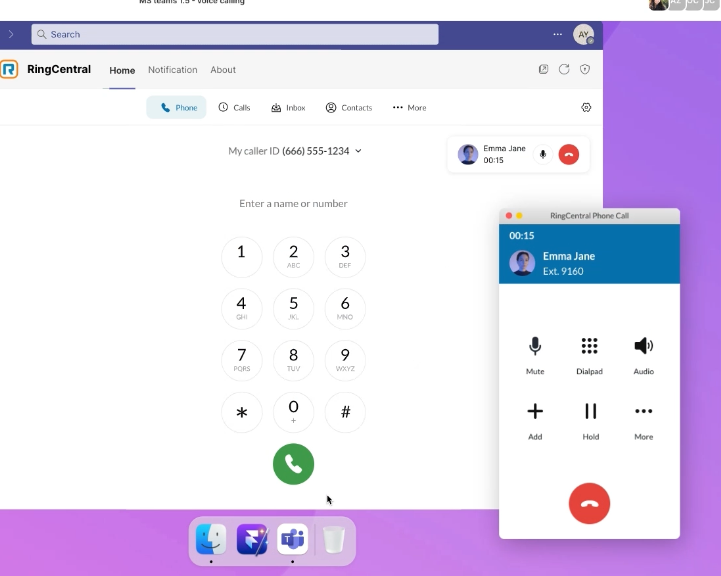 MS teams 1.5 - voice calling
AZ
Search
AY
RingCentral
Home
Notification
About
Phone
Calls
Inbox
Contacts
More
My caller ID (666) 555-1234
Emma Jane
00:15
Enter a name or number
1
2
ABC
3
DEF
4
GHI
5
JKL
6
MNO
7
PQRS
8
TUV
9
WXYZ
*
0
+
#
RingCentral Phone Call
00:15
Emma Jane
Ext. 9160
Mute
Dialpad
Audio
Add
Hold
More